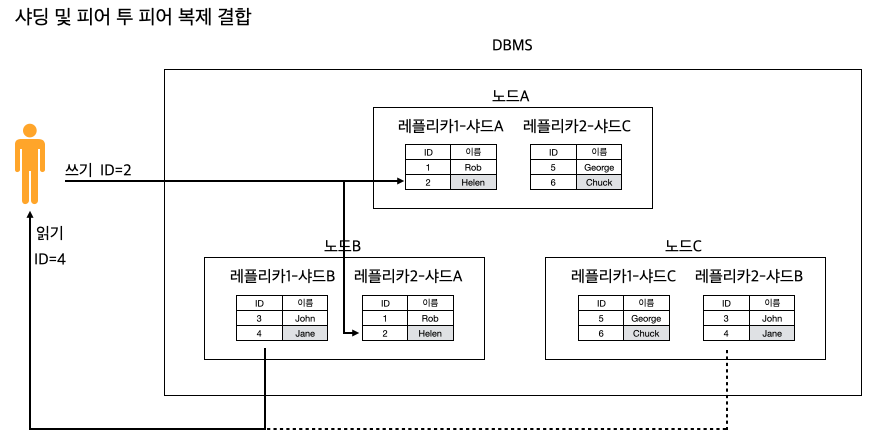 샤딩 및 피어 투 피어 복제 결합
DBMS
노드A
레플리카1-샤드A 레플리카2-샤드C
ID 이름 ID 이름
1 Rob 5 George
2 Helen 6 Chuck
쓰기 ID=2
읽기
ID=4
노드B 노드C
레플리카1-샤드B 레플리카2-샤드A 레플리카1-샤드C 레플리카2-샤드B
ID 이름 ID 이름 ID 이름 ID 이름
3 John 1 Rob 5 George 3 John
4 Jane 2 Helen 6 Chuck 4 Jane